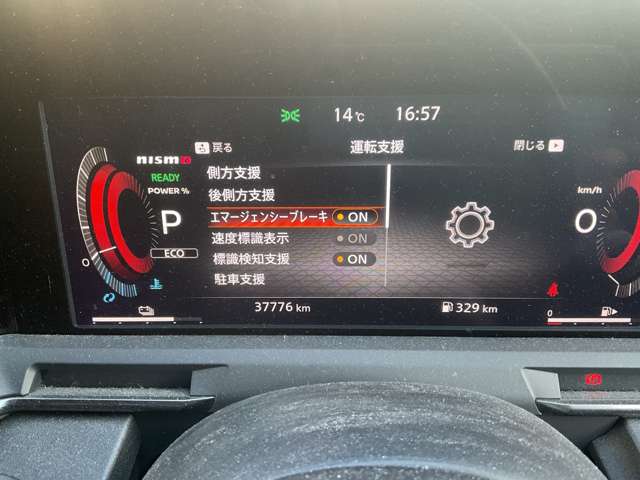 14℃ 16:57
戻る 運転支援 閉じる
nismo
READY
POWER %
P
ECO
0
側方支援
後側方支援
エマージェンシーブレーキ ON
速度標識表示 ON
標識検知支援 ON
駐車支援
km/h
0
37776 km
329 km
0